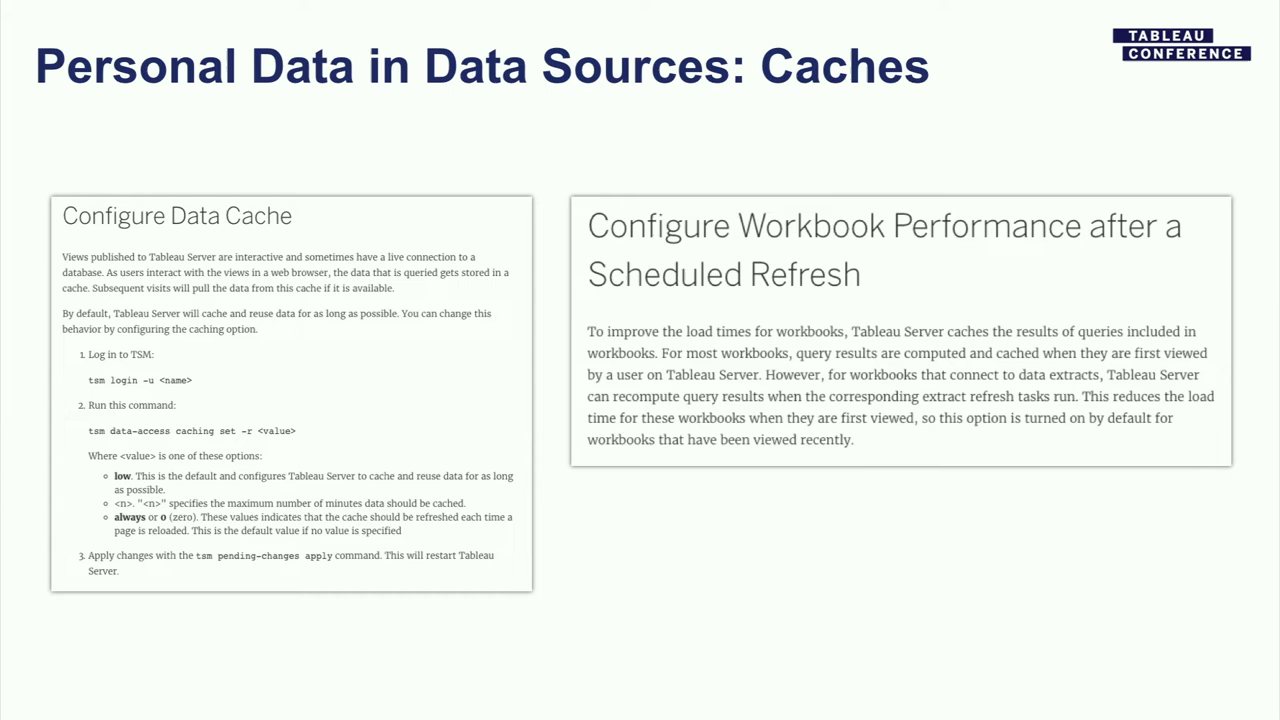 Personal Data in Data Sources: Caches
TABLEAU
CONFERENCE
Configure Data Cache
Views published to Tableau Server are interactive and sometimes have a live connection to a
database. As users interact with the views in a web browser, the data that is queried gets stored in a
cache. Subsequent visits will pull the data from this cache if it is available.
By default, Tableau Server will cache and reuse data for as long as possible. You can change this
behavior by configuring the caching option.
1. Log in to TSM:
tsm login -u <name>
2. Run this command:
tsm data-access caching set -r <value>
Where <value> is one of these options:
low. This is the default and configures Tableau Server to cache and reuse data for as long
as possible.
<n>. "<n>" specifies the maximum number of minutes data should be cached.
always or 0 (zero). These values indicates that the cache should be refreshed each time a
page is reloaded. This is the default value if no value is specified
3. Apply changes with the tsm pending-changes apply command. This will restart Tableau
Server.
Configure Workbook Performance after a
Scheduled Refresh
To improve the load times for workbooks, Tableau Server caches the results of queries included in
workbooks. For most workbooks, query results are computed and cached when they are first viewed
by a user on Tableau Server. However, for workbooks that connect to data extracts, Tableau Server
can recompute query results when the corresponding extract refresh tasks run. This reduces the load
time for these workbooks when they are first viewed, so this option is turned on by default for
workbooks that have been viewed recently.